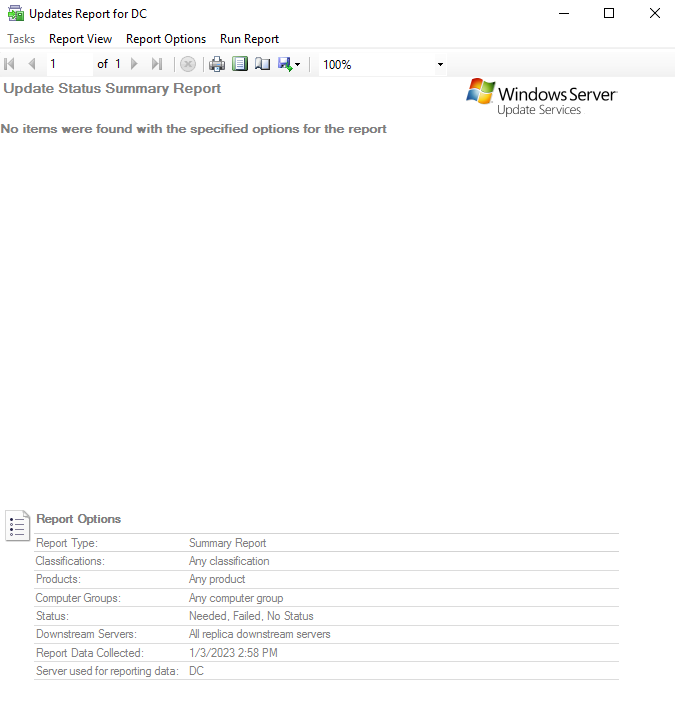 Updates Report for DC
Tasks Report View Report Options Run Report
1 of 1 100%
Update Status Summary Report
Windows Server
Update Services
No items were found with the specified options for the report
Report Options
Report Type: Summary Report
Classifications: Any classification
Products: Any product
Computer Groups: Any computer group
Status: Needed, Failed, No Status
Downstream Servers: All replica downstream servers
Report Data Collected: 1/3/2023 2:58 PM
Server used for reporting data: DC